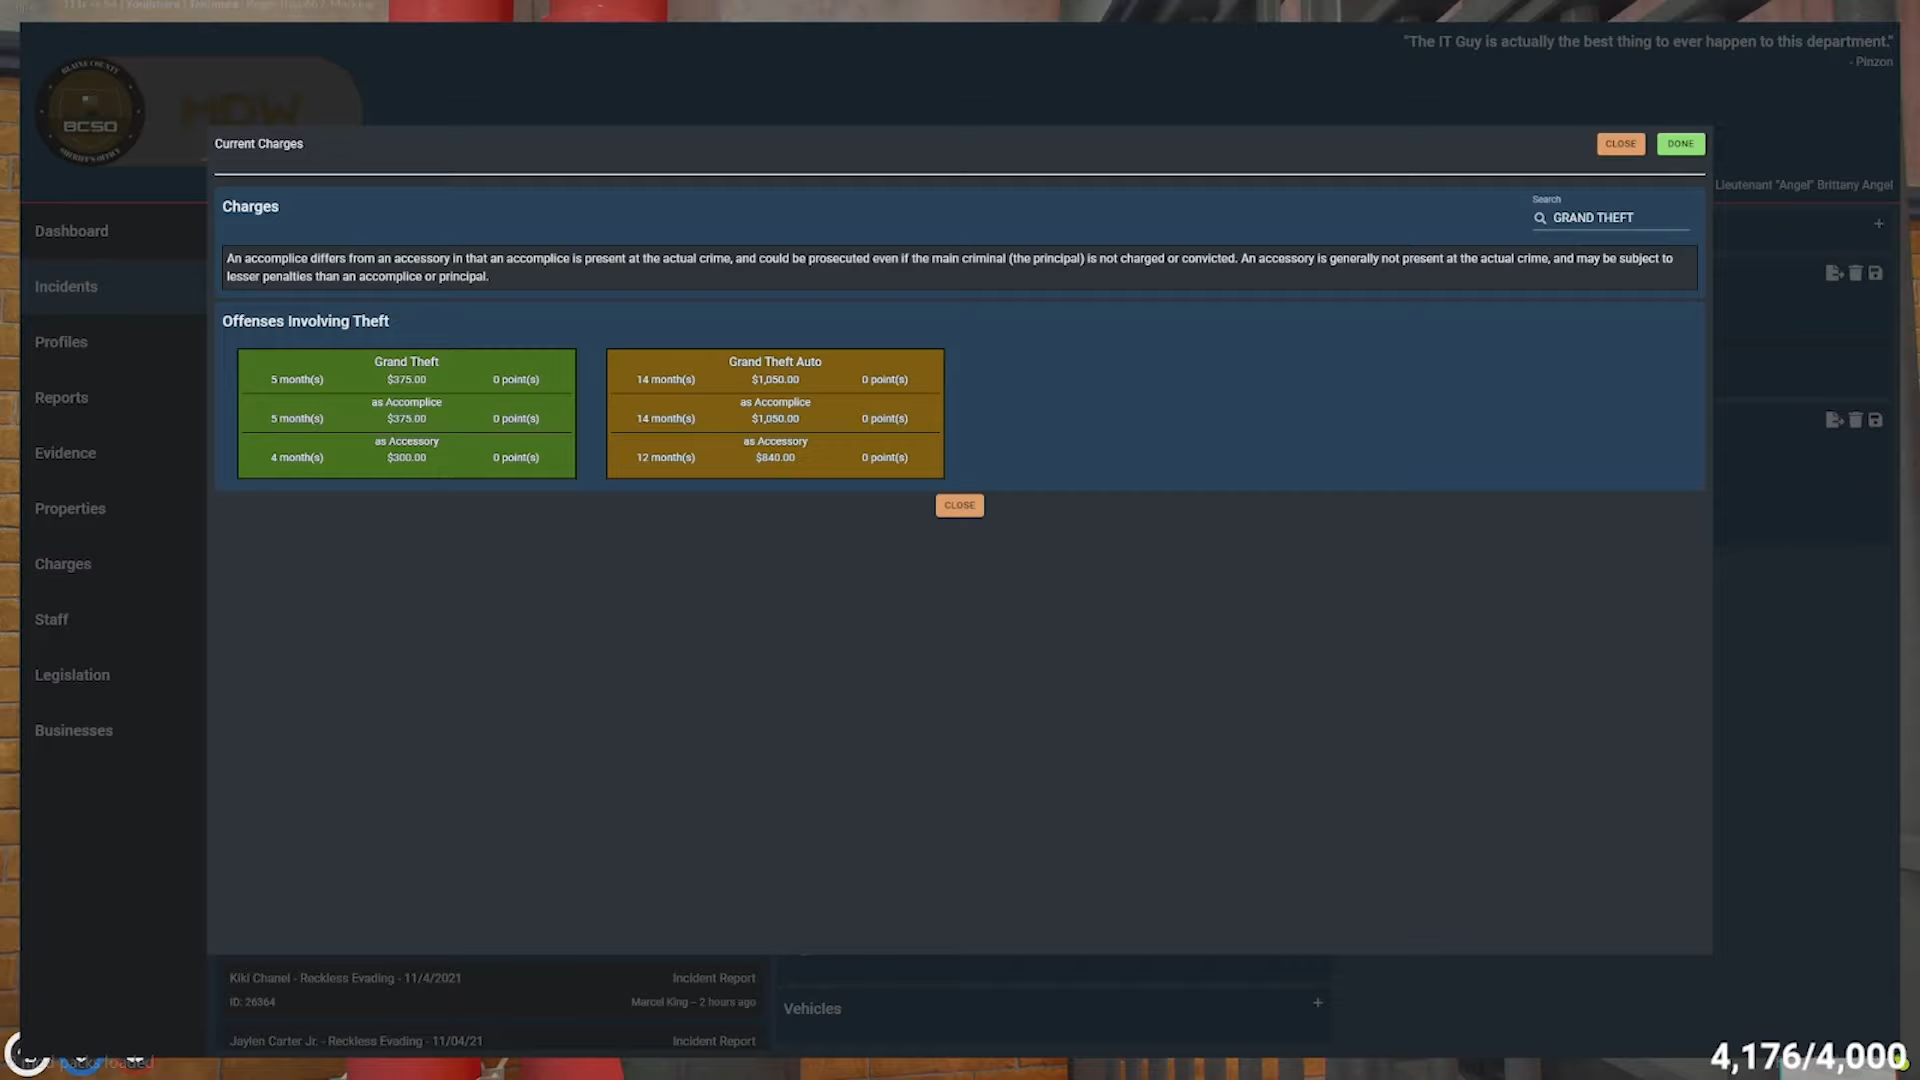 "The IT Guy is actually the best thing to ever happen to this department."
- Pinzon
BLAINE COUNTY
BCSO
SHERIFF'S OFFICE
MDW
Current Charges
CLOSE
DONE
Lieutenant "Angel" Brittany Angel
Charges
Search
GRAND THEFT
An accomplice differs from an accessory in that an accomplice is present at the actual crime, and could be prosecuted even if the main criminal (the principal) is not charged or convicted. An accessory is generally not present at the actual crime, and may be subject to
lesser penalties than an accomplice or principal.
Dashboard
Incidents
Profiles
Reports
Evidence
Properties
Charges
Staff
Legislation
Businesses
Offenses Involving Theft
Grand Theft
5 month(s) $375.00 0 point(s)
as Accomplice
5 month(s) $375.00 0 point(s)
as Accessory
4 month(s) $300.00 0 point(s)
Grand Theft Auto
14 month(s) $1,050.00 0 point(s)
as Accomplice
14 month(s) $1,050.00 0 point(s)
as Accessory
12 month(s) $840.00 0 point(s)
CLOSE
Kiki Chanel - Reckless Evading - 11/4/2021 Incident Report
ID: 26364 Marcel King – 2 hours ago
Jaylen Carter Jr. - Reckless Evading - 11/04/21 Incident Report
Vehicles
packs loaded
4,176/4,000